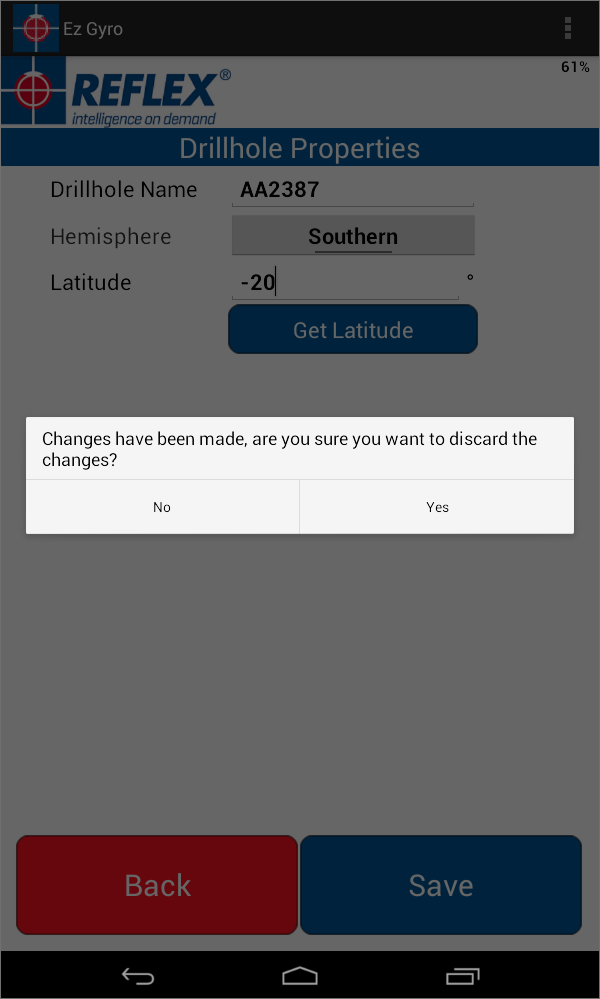 Ez Gyro
61%
REFLEX®
intelligence on demand
Drillhole Properties
Drillhole Name AA2387
Hemisphere Southern
Latitude -20 °
Get Latitude
Changes have been made, are you sure you want to discard the
changes?
No Yes
Back Save